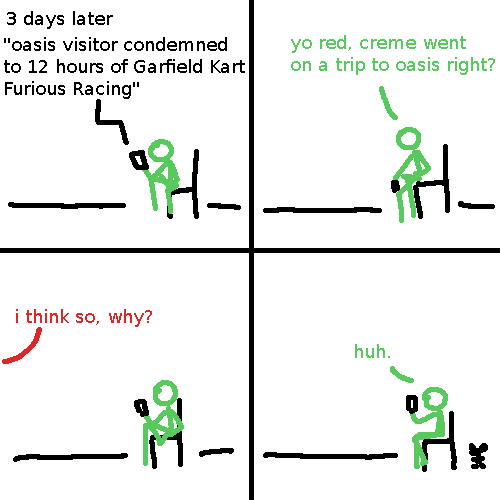 3 days later
"oasis visitor condemned
to 12 hours of Garfield Kart
Furious Racing"
yo red, creme went
on a trip to oasis right?
i think so, why?
huh.